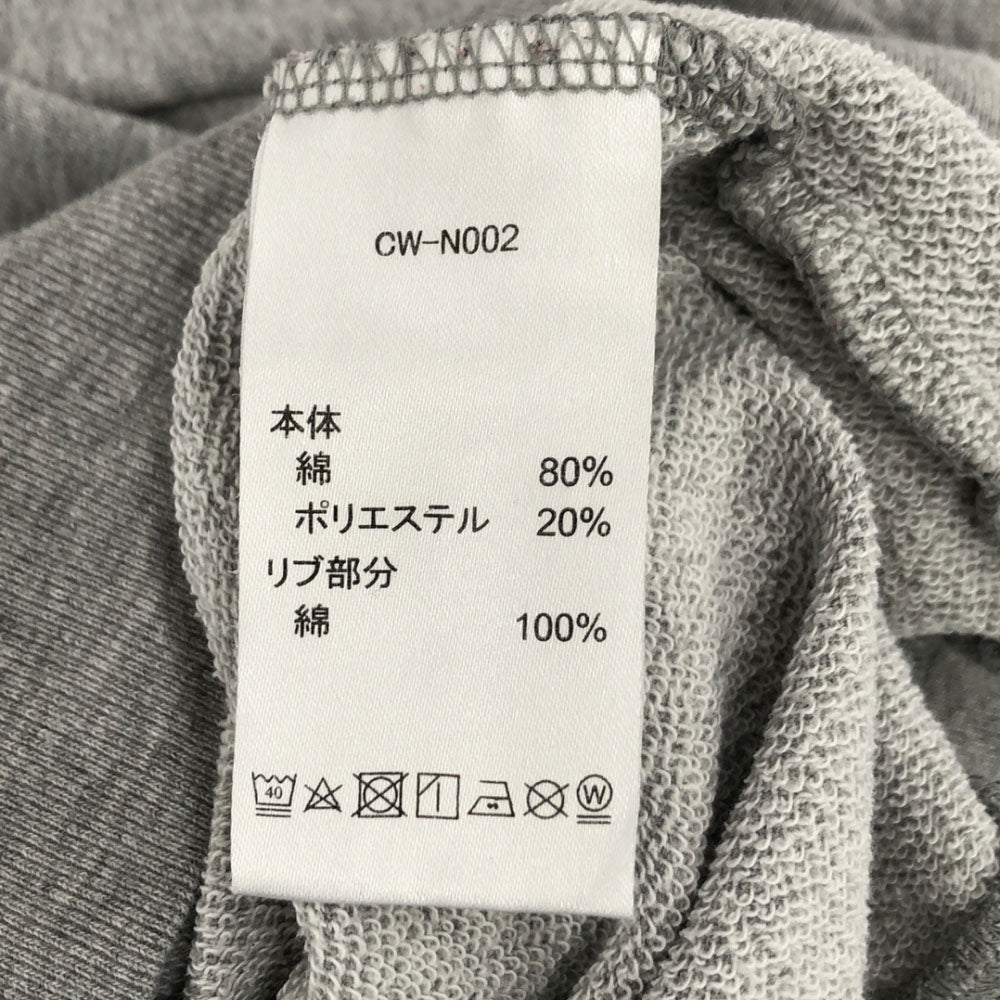 CW-N002
本体
綿 80%
ポリエステル 20%
リブ部分
綿 100%
40 W